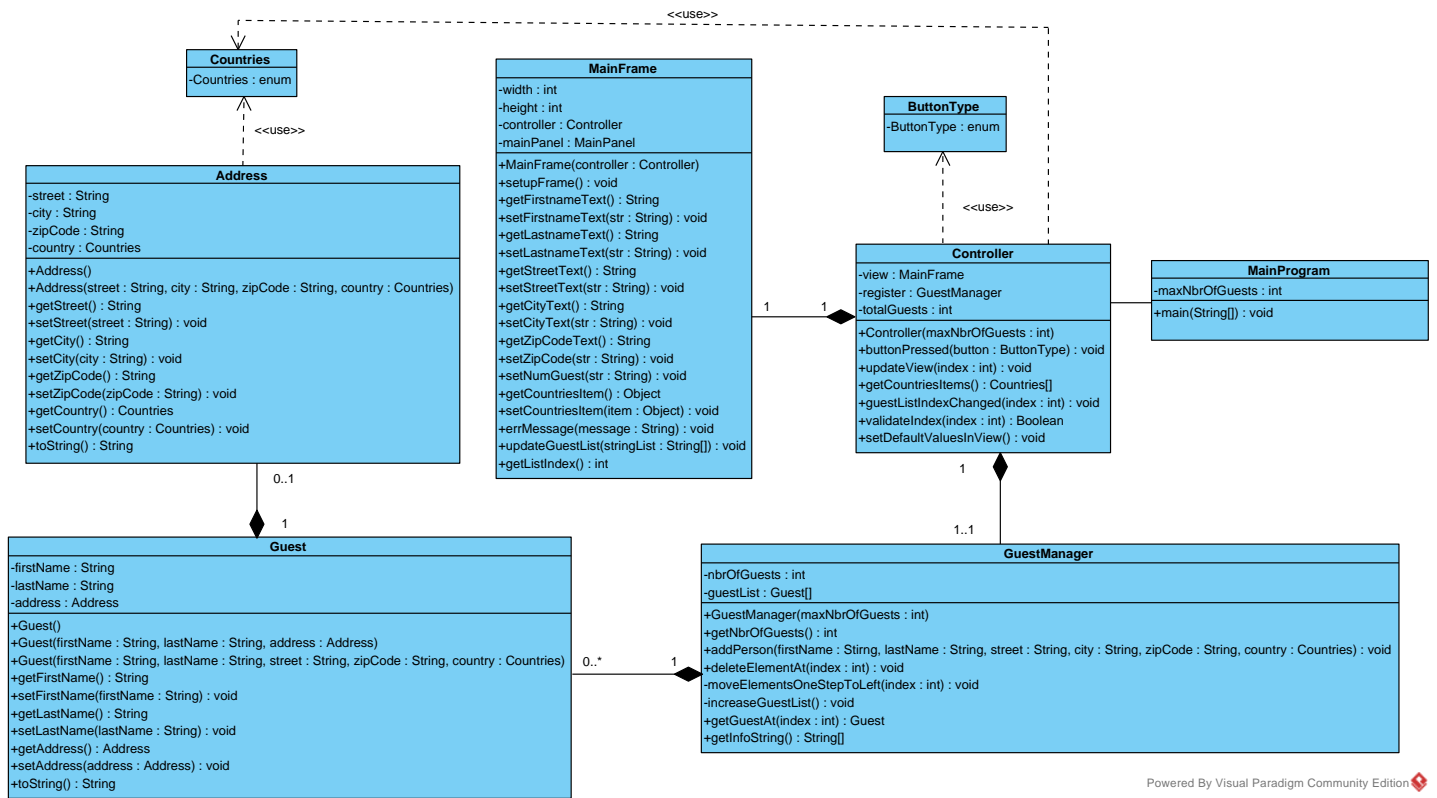 <<use>>
Countries
-Countries : enum
<<use>>
MainFrame
-width : int
-height : int
-controller : Controller
-mainPanel : MainPanel
+MainFrame(controller : Controller)
+setupFrame() : void
+getFirstnameText() : String
+setFirstnameText(str : String) : void
+getLastnameText() : String
+setLastnameText(str : String) : void
+getStreetText() : String
+setStreetText(str : String) : void
+getCityText() : String
+setCityText(str : String) : void
+getZipCodeText() : String
+setZipCode(str : String) : void
+setNumGuest(str : String) : void
+getCountriesItem() : Object
+setCountriesItem(item : Object) : void
+errMessage(message : String) : void
+updateGuestList(stringList : String[]) : void
+getListIndex() : int
ButtonType
-ButtonType : enum
<<use>>
Address
-street : String
-city : String
-zipCode : String
-country : Countries
+Address()
+Address(street : String, city : String, zipCode : String, country : Countries)
+getStreet() : String
+setStreet(street : String) : void
+getCity() : String
+setCity(city : String) : void
+getZipCode() : String
+setZipCode(zipCode : String) : void
+getCountry() : Countries
+setCountry(country : Countries) : void
+toString() : String
1 1
Controller
-view : MainFrame
-register : GuestManager
-totalGuests : int
+Controller(maxNbrOfGuests : int)
+buttonPressed(button : ButtonType) : void
+updateView(index : int) : void
+getCountriesItems() : Countries[]
+guestListIndexChanged(index : int) : void
+validateIndex(index : int) : Boolean
+setDefaultValuesInView() : void
MainProgram
-maxNbrOfGuests : int
+main(String[]) : void
0..1
1
1
1..1
Guest
-firstName : String
-lastName : String
-address : Address
+Guest()
+Guest(firstName : String, lastName : String, address : Address)
+Guest(firstName : String, lastName : String, street : String, zipCode : String, country : Countries)
+getFirstName() : String
+setFirstName(firstName : String) : void
+getLastName() : String
+setLastName(lastName : String) : void
+getAddress() : Address
+setAddress(address : Address) : void
+toString() : String
0..* 1
GuestManager
-nbrOfGuests : int
-guestList : Guest[]
+GuestManager(maxNbrOfGuests : int)
+getNbrOfGuests() : int
+addPerson(firstName : Stirng, lastName : String, street : String, city : String, zipCode : String, country : Countries) : void
+deleteElementAt(index : int) : void
-moveElementsOneStepToLeft(index : int) : void
-increaseGuestList() : void
+getGuestAt(index : int) : Guest
+getInfoString() : String[]
Powered By Visual Paradigm Community Edition